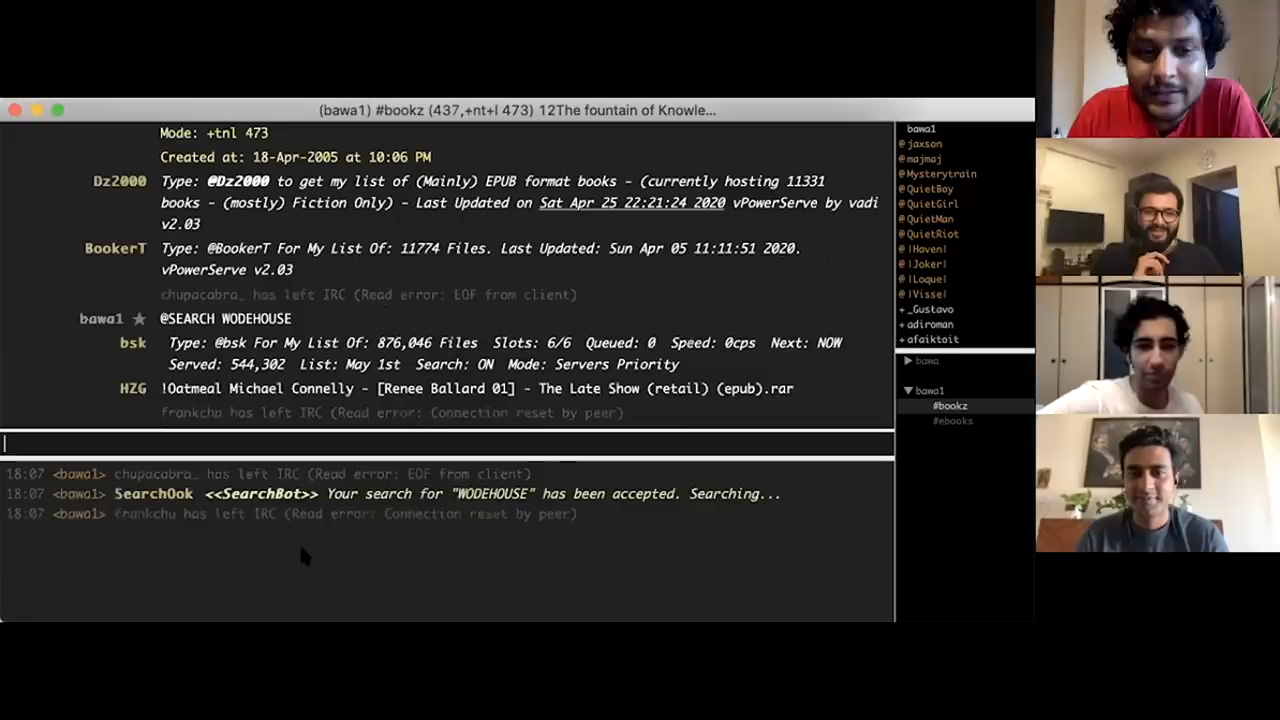 (bawa1) #bookz (437,+nt+l 473) 12The fountain of Knowle...
Mode: +tnl 473
Created at: 18-Apr-2005 at 10:06 PM
Dz2000 Type: @Dz2000 to get my list of (Mainly) EPUB format books - (currently hosting 11331
books - (mostly) Fiction Only) - Last Updated on Sat Apr 25 22:21:24 2020 vPowerServe by vadi
v2.03
BookerT Type: @BookerT For My List Of: 11774 Files. Last Updated: Sun Apr 05 11:11:51 2020.
vPowerServe v2.03
chupacabra_ has left IRC (Read error: EOF from client)
bawa1 ★ @SEARCH WODEHOUSE
bsk Type: @bsk For My List Of: 876,046 Files Slots: 6/6 Queued: 0 Speed: 0cps Next: NOW
Served: 544,302 List: May 1st Search: ON Mode: Servers Priority
HZG !Oatmeal Michael Connelly - [Renee Ballard 01] - The Late Show (retail) (epub).rar
frankchu has left IRC (Read error: Connection reset by peer)
18:07 <bawa1> chupacabra_ has left IRC (Read error: EOF from client)
18:07 <bawa1> SearchOok <<SearchBot>> Your search for "WODEHOUSE" has been accepted. Searching...
18:07 <bawa1> frankchu has left IRC (Read error: Connection reset by peer)
bawa1
@jaxson
@majmaj
@Mysterytrain
@QuietBoy
@QuietGirl
@QuietMan
@QuietRiot
@|Haven|
@|Joker|
@|Loque|
@|Visse|
+_Gustavo
+adiroman
+afaiktoit
▶ bawa
▼ bawa1
#bookz
#ebooks